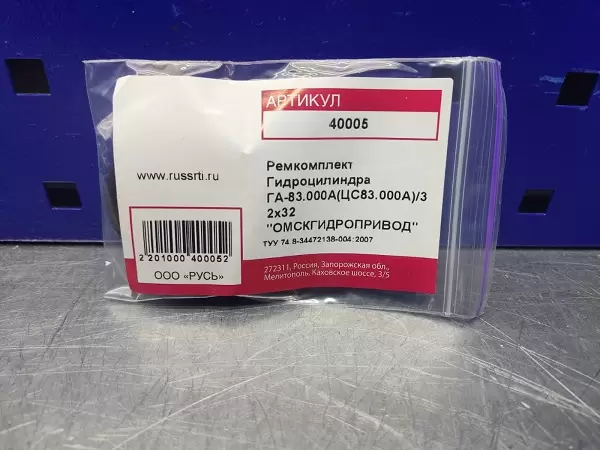 www.russrti.ru
2 201000 400052
ООО «РУСЬ»
АРТИКУЛ
40005
Ремкомплект
Гидроцилиндра
ГА-83.000А(ЦС83.000А)/3
2х32
"ОМСКГИДРОПРИВОД"
ТУУ 74.8-34472138-004:2007
272311, Россия, Запорожская обл.,
Мелитополь, Каховское шоссе, 3/5